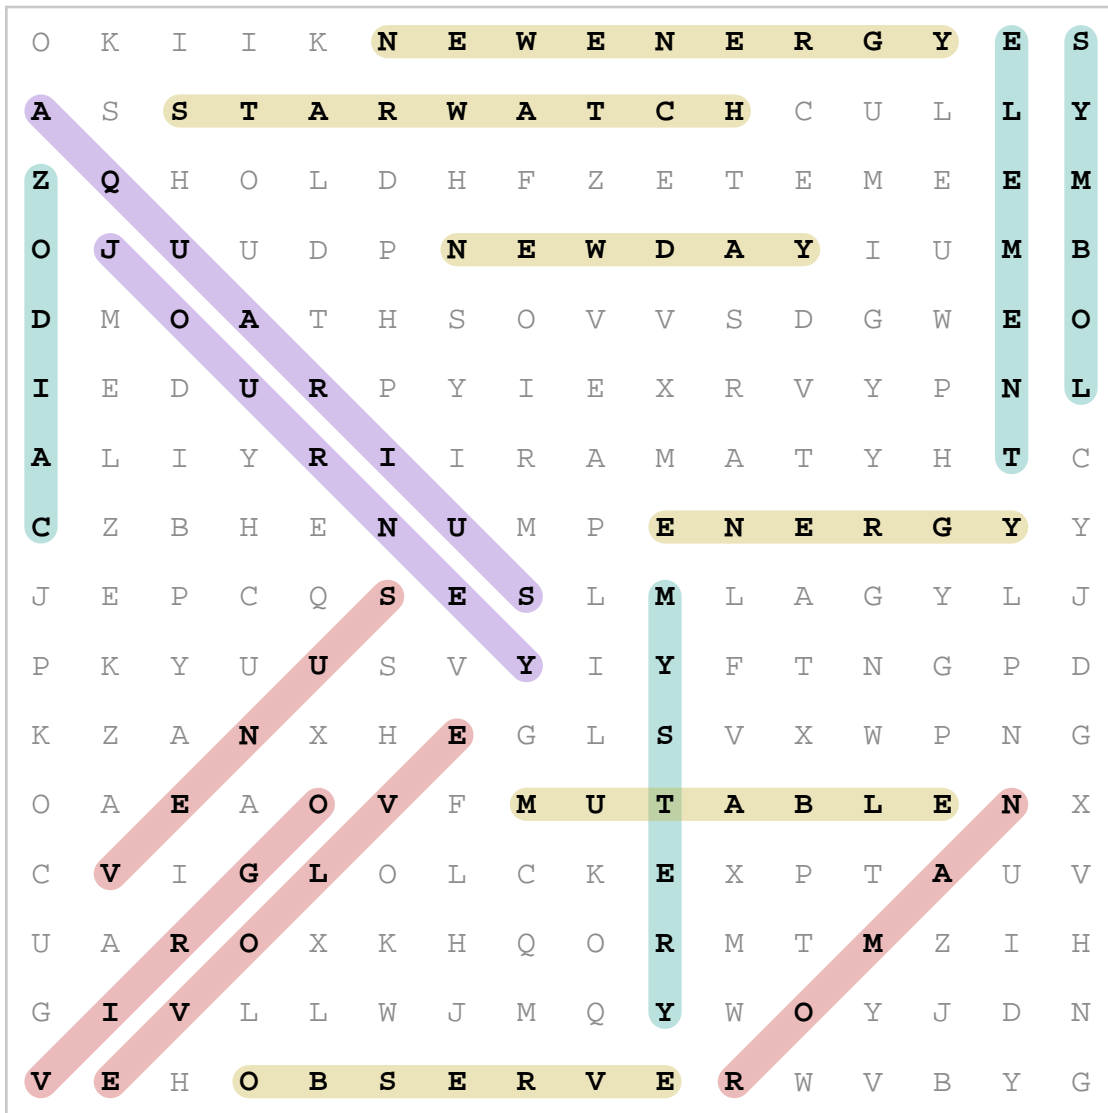 O K I I K N E W E N E R G Y E S
A S S T A R W A T C H C U L L Y
Z Q H O L D H F Z E T E M E E M
O J U U D P N E W D A Y I U M B
D M O A T H S O V V S D G W E O
I E D U R P Y I E X R V Y P N L
A L I Y R I I R A M A T Y H T C
C Z B H E N U M P E N E R G Y Y
J E P C Q S E S L M L A G Y L J
P K Y U U S V Y I Y F T N G P D
K Z A N X H E G L S V X W P N G
O A E A O V F M U T A B L E N X
C V I G L O L C K E X P T A U V
U A R O X K H Q O R M T M Z I H
G I V L L W J M Q Y W O Y J D N
V E H O B S E R V E R W V B Y G